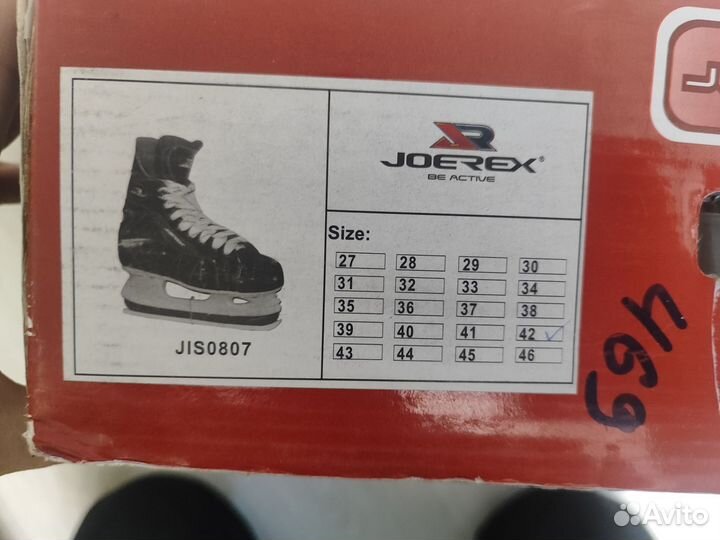 JOEREX®
BE ACTIVE
Size:
27 28 29 30
31 32 33 34
35 36 37 38
39 40 41 42 ✓
43 44 45 46
JIS0807
469
Avito